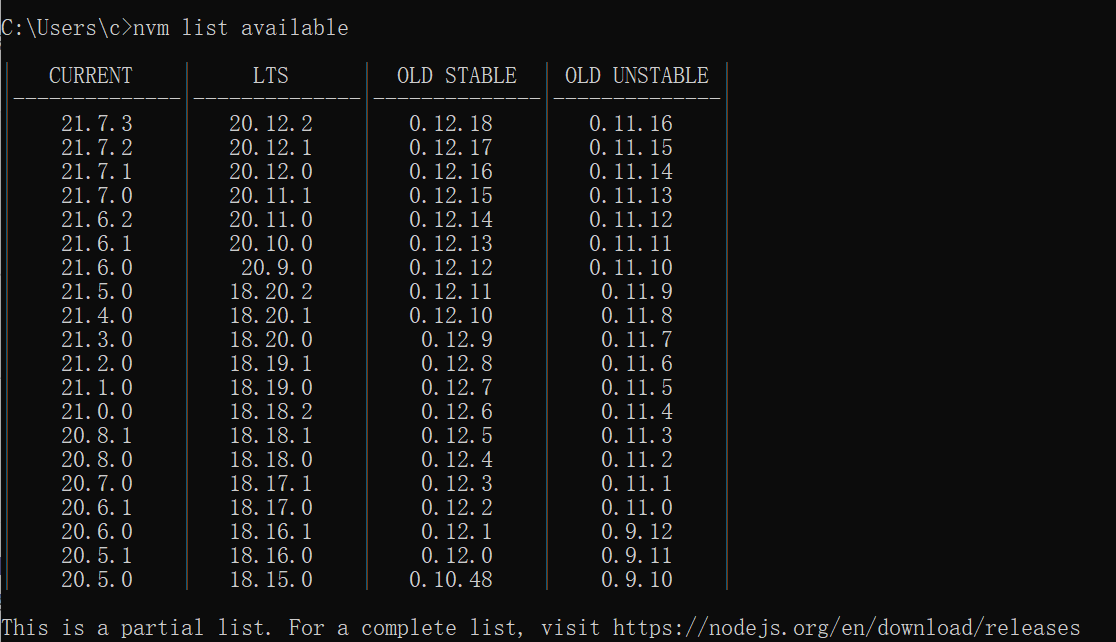 C:\Users\c>nvm list available
|   CURRENT    |     LTS      |  OLD STABLE  | OLD UNSTABLE |
|--------------|--------------|--------------|--------------|
|    21.7.3    |   20.12.2    |   0.12.18    |   0.11.16    |
|    21.7.2    |   20.12.1    |   0.12.17    |   0.11.15    |
|    21.7.1    |   20.12.0    |   0.12.16    |   0.11.14    |
|    21.7.0    |   20.11.1    |   0.12.15    |   0.11.13    |
|    21.6.2    |   20.11.0    |   0.12.14    |   0.11.12    |
|    21.6.1    |   20.10.0    |   0.12.13    |   0.11.11    |
|    21.6.0    |    20.9.0    |   0.12.12    |   0.11.10    |
|    21.5.0    |   18.20.2    |   0.12.11    |    0.11.9    |
|    21.4.0    |   18.20.1    |   0.12.10    |    0.11.8    |
|    21.3.0    |   18.20.0    |    0.12.9    |    0.11.7    |
|    21.2.0    |   18.19.1    |    0.12.8    |    0.11.6    |
|    21.1.0    |   18.19.0    |    0.12.7    |    0.11.5    |
|    21.0.0    |   18.18.2    |    0.12.6    |    0.11.4    |
|    20.8.1    |   18.18.1    |    0.12.5    |    0.11.3    |
|    20.8.0    |   18.18.0    |    0.12.4    |    0.11.2    |
|    20.7.0    |   18.17.1    |    0.12.3    |    0.11.1    |
|    20.6.1    |   18.17.0    |    0.12.2    |    0.11.0    |
|    20.6.0    |   18.16.1    |    0.12.1    |    0.9.12    |
|    20.5.1    |   18.16.0    |    0.12.0    |    0.9.11    |
|    20.5.0    |   18.15.0    |   0.10.48    |    0.9.10    |
This is a partial list. For a complete list, visit https://nodejs.org/en/download/releases